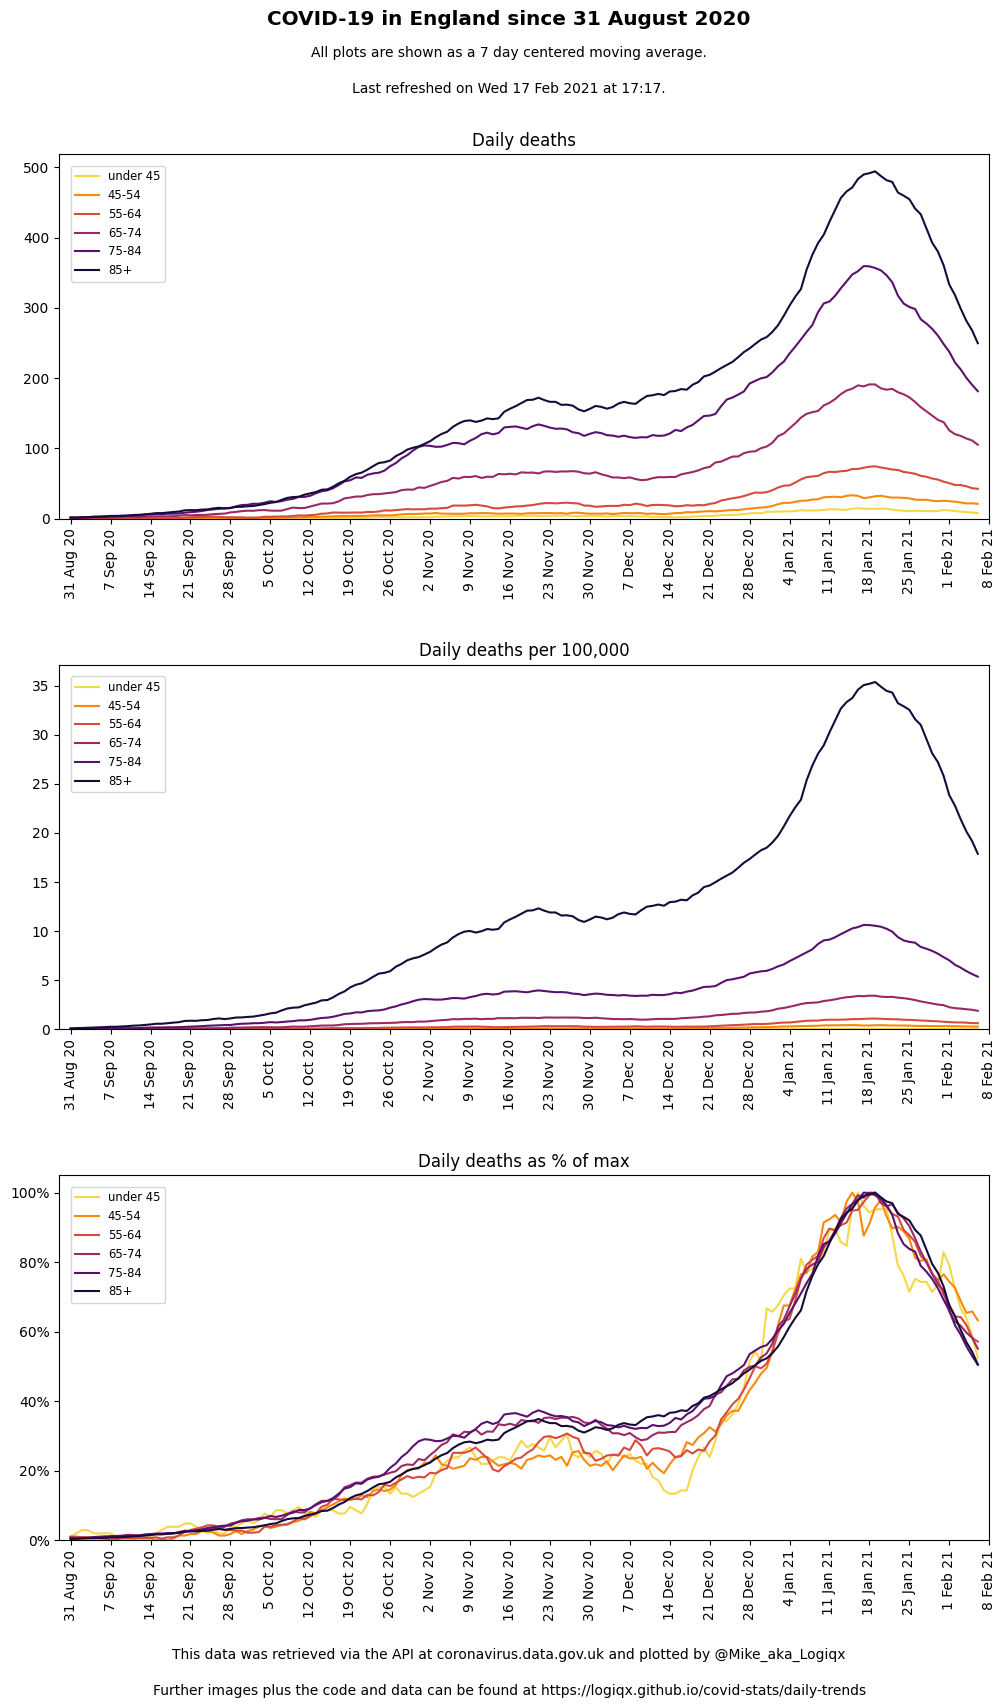 COVID-19 in England since 31 August 2020
All plots are shown as a 7 day centered moving average.
Last refreshed on Wed 17 Feb 2021 at 17:17.
Daily deaths
500
400
300
200
100
0
under 45
45-54
55-64
65-74
75-84
85+
31 Aug 20
7 Sep 20
14 Sep 20
21 Sep 20
28 Sep 20
5 Oct 20
12 Oct 20
19 Oct 20
26 Oct 20
2 Nov 20
9 Nov 20
16 Nov 20
23 Nov 20
30 Nov 20
7 Dec 20
14 Dec 20
21 Dec 20
28 Dec 20
4 Jan 21
11 Jan 21
18 Jan 21
25 Jan 21
1 Feb 21
8 Feb 21
Daily deaths per 100,000
35
30
25
20
15
10
5
0
under 45
45-54
55-64
65-74
75-84
85+
31 Aug 20
7 Sep 20
14 Sep 20
21 Sep 20
28 Sep 20
5 Oct 20
12 Oct 20
19 Oct 20
26 Oct 20
2 Nov 20
9 Nov 20
16 Nov 20
23 Nov 20
30 Nov 20
7 Dec 20
14 Dec 20
21 Dec 20
28 Dec 20
4 Jan 21
11 Jan 21
18 Jan 21
25 Jan 21
1 Feb 21
8 Feb 21
Daily deaths as % of max
100%
80%
60%
40%
20%
0%
under 45
45-54
55-64
65-74
75-84
85+
31 Aug 20
7 Sep 20
14 Sep 20
21 Sep 20
28 Sep 20
5 Oct 20
12 Oct 20
19 Oct 20
26 Oct 20
2 Nov 20
9 Nov 20
16 Nov 20
23 Nov 20
30 Nov 20
7 Dec 20
14 Dec 20
21 Dec 20
28 Dec 20
4 Jan 21
11 Jan 21
18 Jan 21
25 Jan 21
1 Feb 21
8 Feb 21
This data was retrieved via the API at coronavirus.data.gov.uk and plotted by @Mike_aka_Logiqx
Further images plus the code and data can be found at https://logiqx.github.io/covid-stats/daily-trends